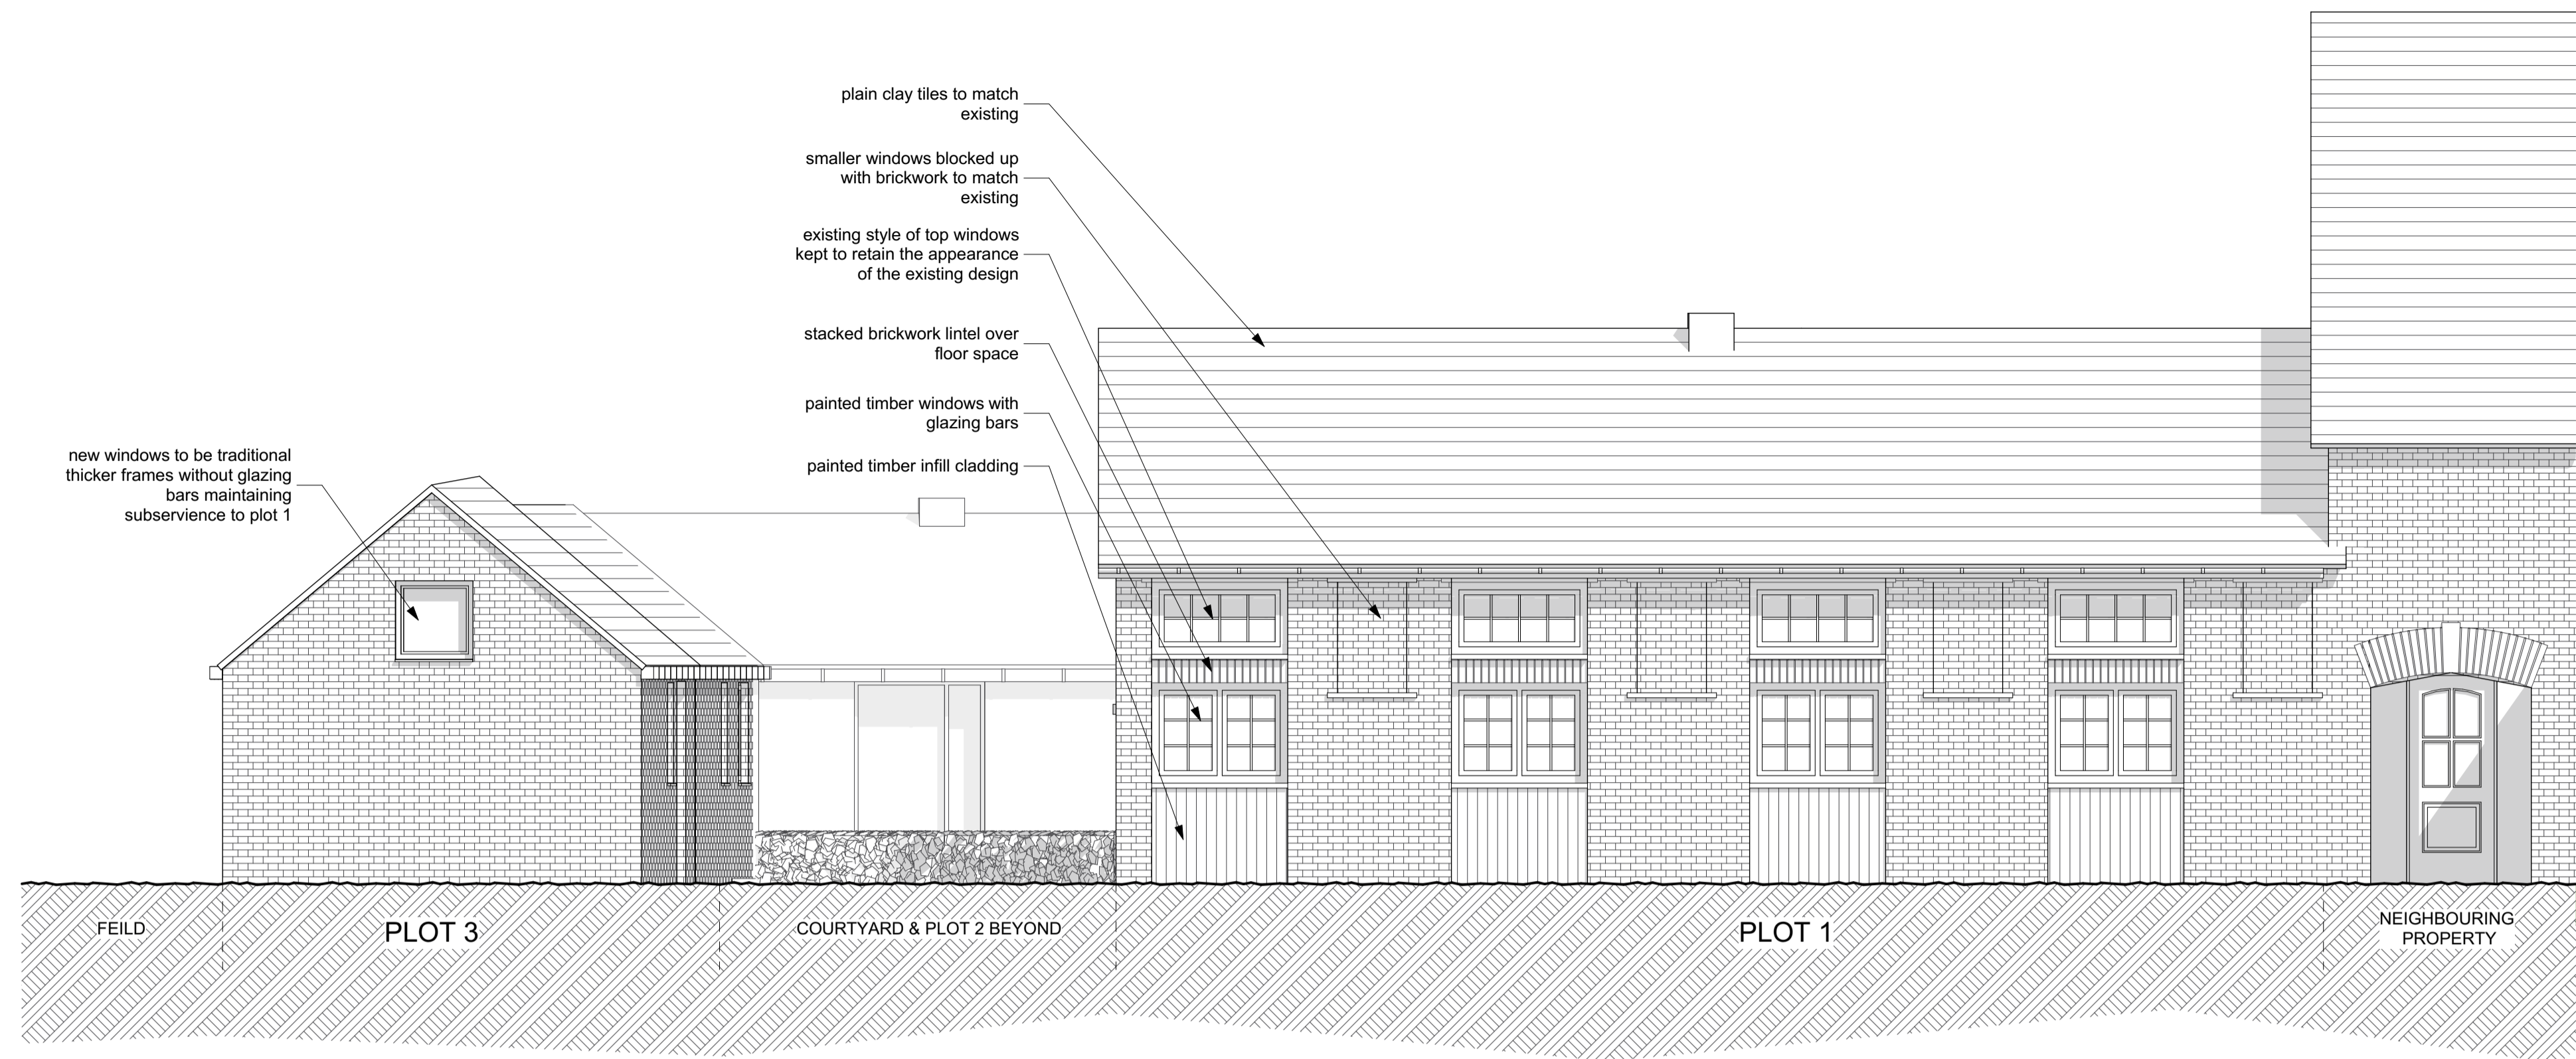 plain clay tiles to match
existing
smaller windows blocked up
with brickwork to match
existing
existing style of top windows
kept to retain the appearance
of the existing design
stacked brickwork lintel over
floor space
painted timber windows with
glazing bars
painted timber infill cladding
new windows to be traditional
thicker frames without glazing
bars maintaining
subservience to plot 1
FEILD
PLOT 3
COURTYARD & PLOT 2 BEYOND
PLOT 1
NEIGHBOURING
PROPERTY